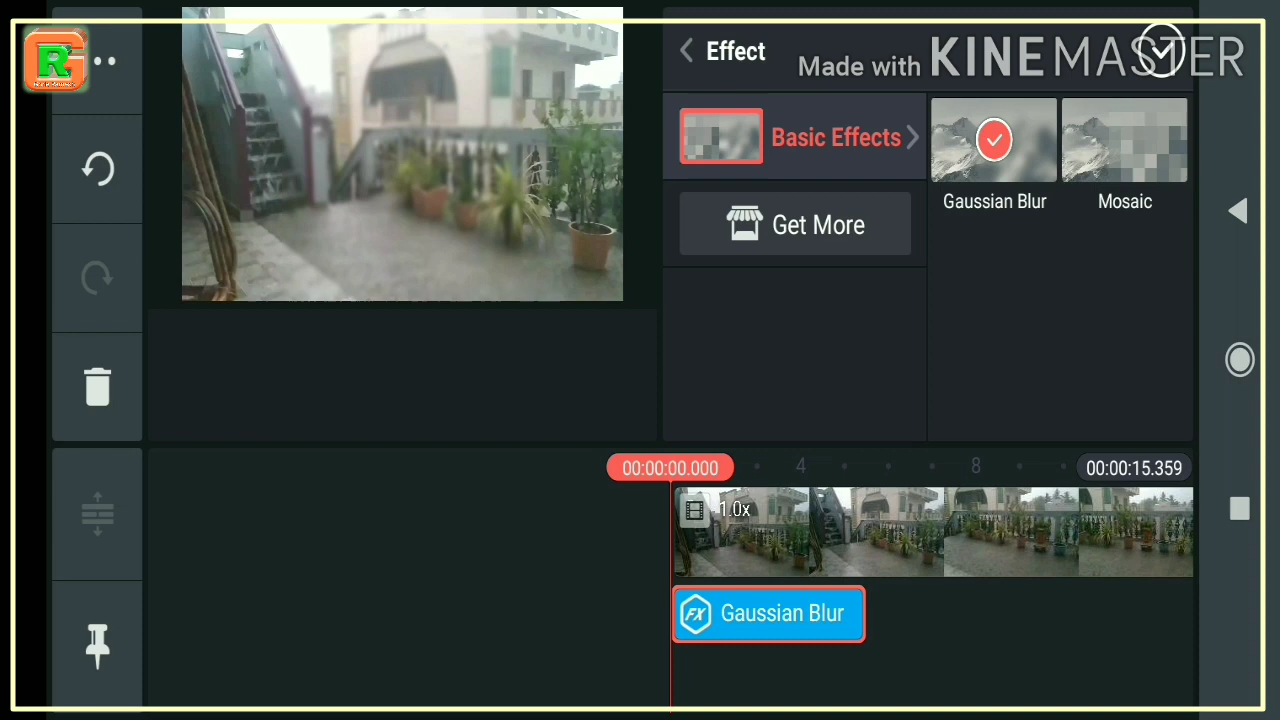 R
Effect
Made with KINEMASTER
Basic Effects
Get More
Gaussian Blur
Mosaic
00:00:00.000
4
8
00:00:15.359
1.0x
FX Gaussian Blur